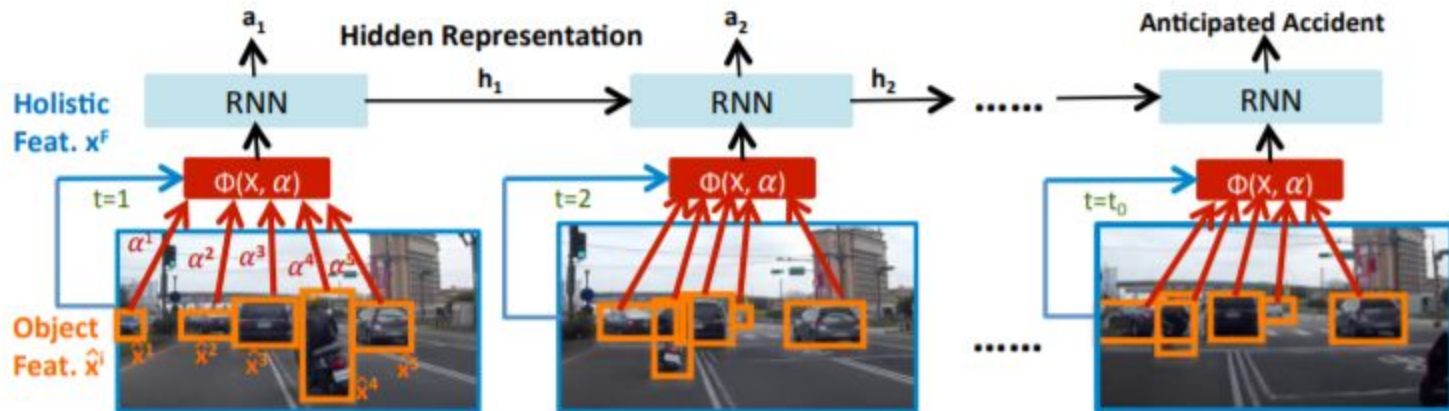 a₁
Hidden Representation
a₂
Anticipated Accident
h₁
h₂
Holistic
Feat. xᶠ
RNN
RNN
......
RNN
Φ(X, α)
Φ(X, α)
Φ(X, α)
t=1
t=2
t=t₀
α¹
α²
α³
α⁴
α⁵
Object
Feat. x̂ⁱ
x̂¹
x̂²
x̂³
x̂⁴
x̂⁵
......